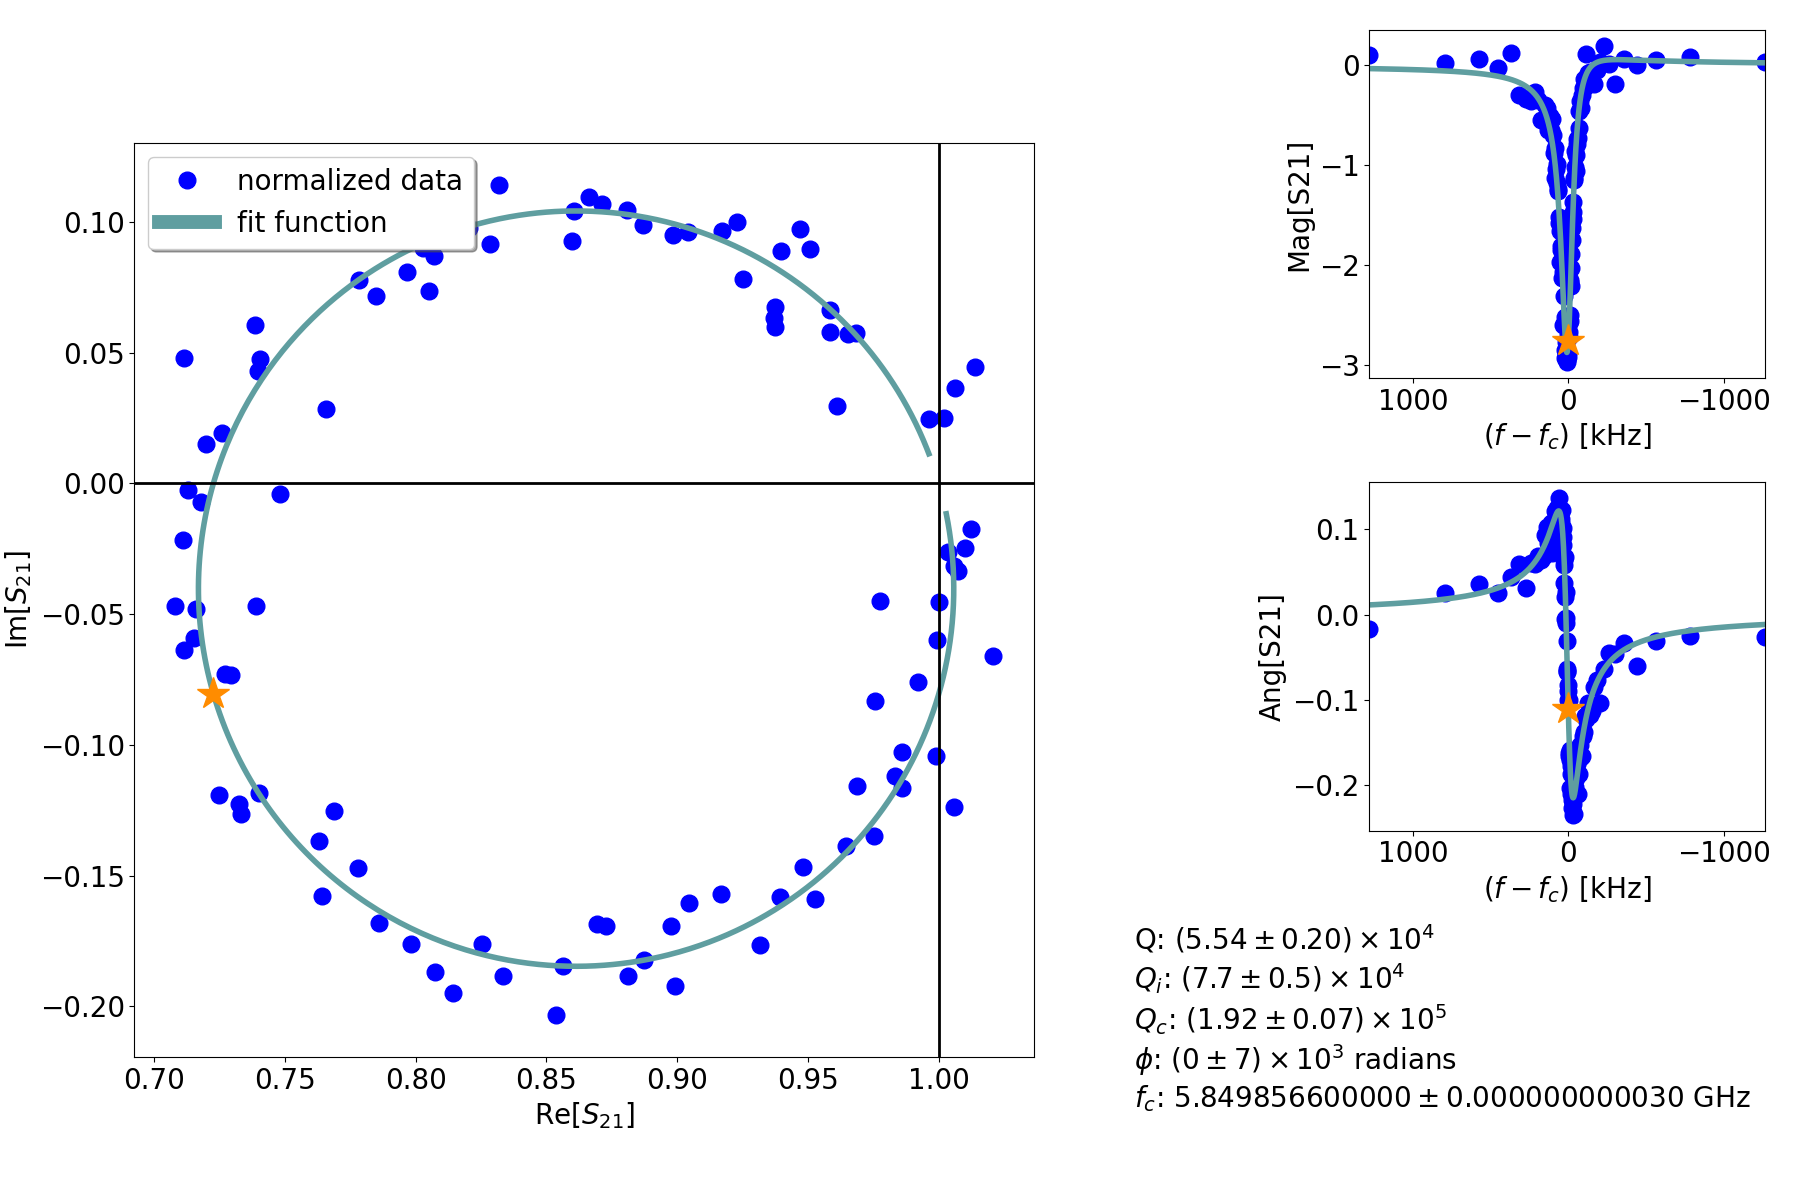 normalized data
fit function
0.10
0.05
0.00
−0.05
−0.10
−0.15
−0.20
Im[S21]
0.70 0.75 0.80 0.85 0.90 0.95 1.00
Re[S21]
0
−1
−2
−3
Mag[S21]
1000 0 −1000
(f − fc) [kHz]
0.1
0.0
−0.1
−0.2
Ang[S21]
1000 0 −1000
(f − fc) [kHz]
Q: (5.54 ± 0.20) × 10^4
Qi: (7.7 ± 0.5) × 10^4
Qc: (1.92 ± 0.07) × 10^5
ϕ: (0 ± 7) × 10^3 radians
fc: 5.849856600000 ± 0.000000000030 GHz